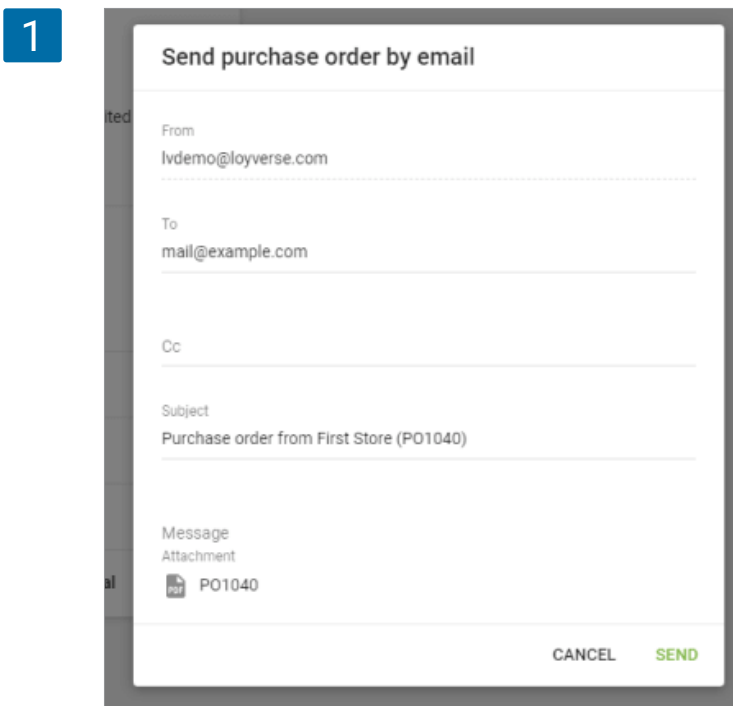 1
Send purchase order by email
ited
From
lvdemo@loyverse.com
To
mail@example.com
Cc
Subject
Purchase order from First Store (PO1040)
Message
Attachment
al
PDF
PO1040
CANCEL
SEND